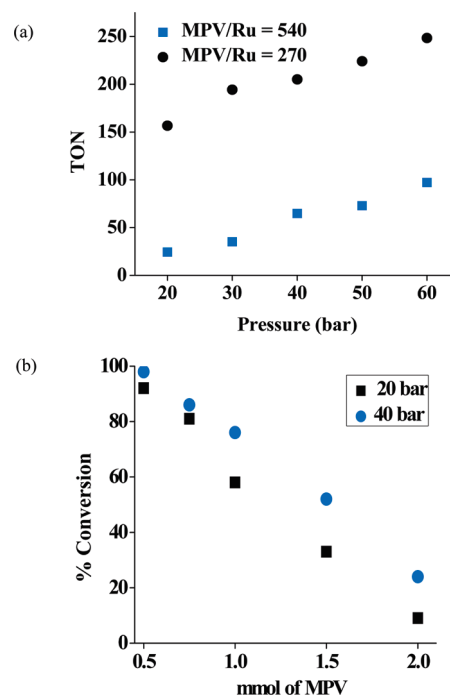 (a)
MPV/Ru = 540
MPV/Ru = 270
250
200
150
100
50
0
TON
20 30 40 50 60
Pressure (bar)
(b)
100
80
60
40
20
0
% Conversion
20 bar
40 bar
0.5 1.0 1.5 2.0
mmol of MPV